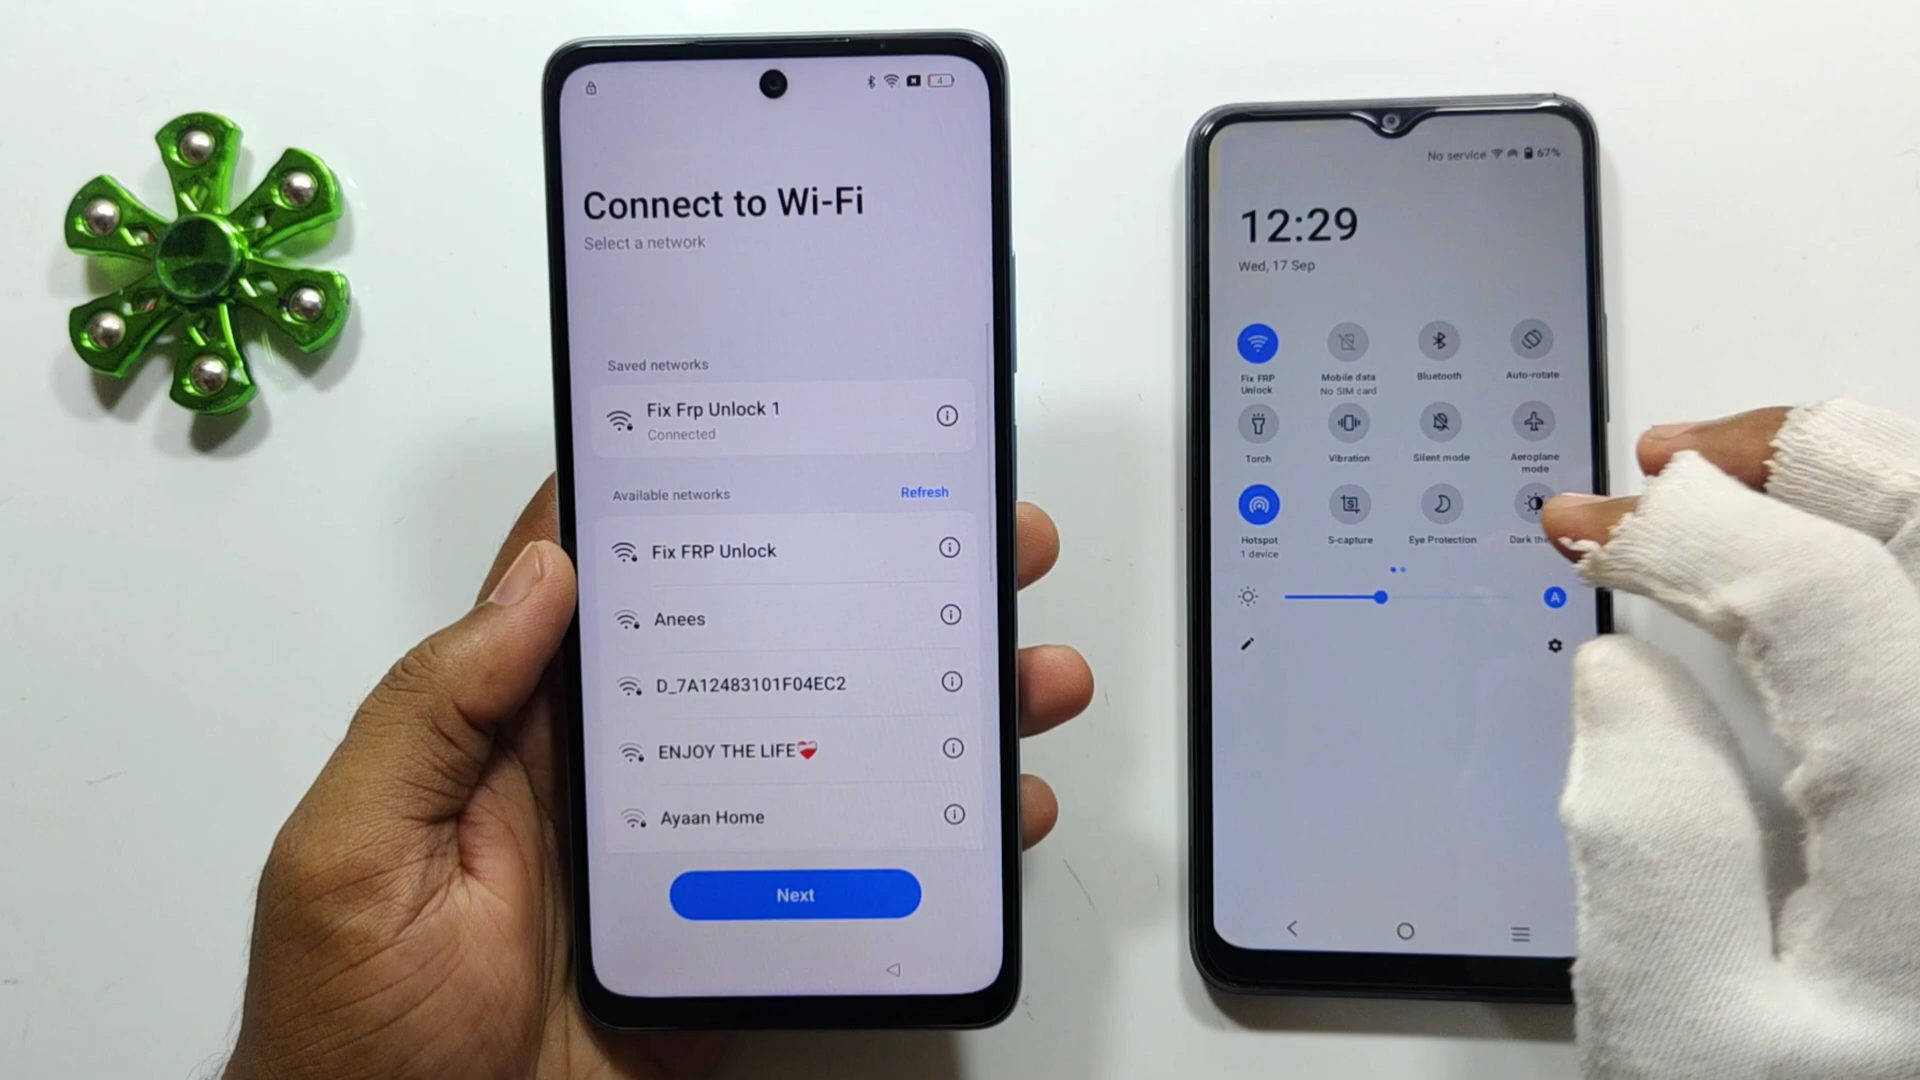 4
Connect to Wi-Fi
Select a network
Saved networks
Fix Frp Unlock 1
Connected
Available networks
Refresh
Fix FRP Unlock
Anees
D_7A12483101F04EC2
ENJOY THE LIFE❤️‍🩹
Ayaan Home
Next
No service 67%
12:29
Wed, 17 Sep
Fix FRP
Unlock
Mobile data
No SIM card
Bluetooth
Auto-rotate
Torch
Vibration
Silent mode
Aeroplane
mode
Hotspot
1 device
S-capture
Eye Protection
Dark
A